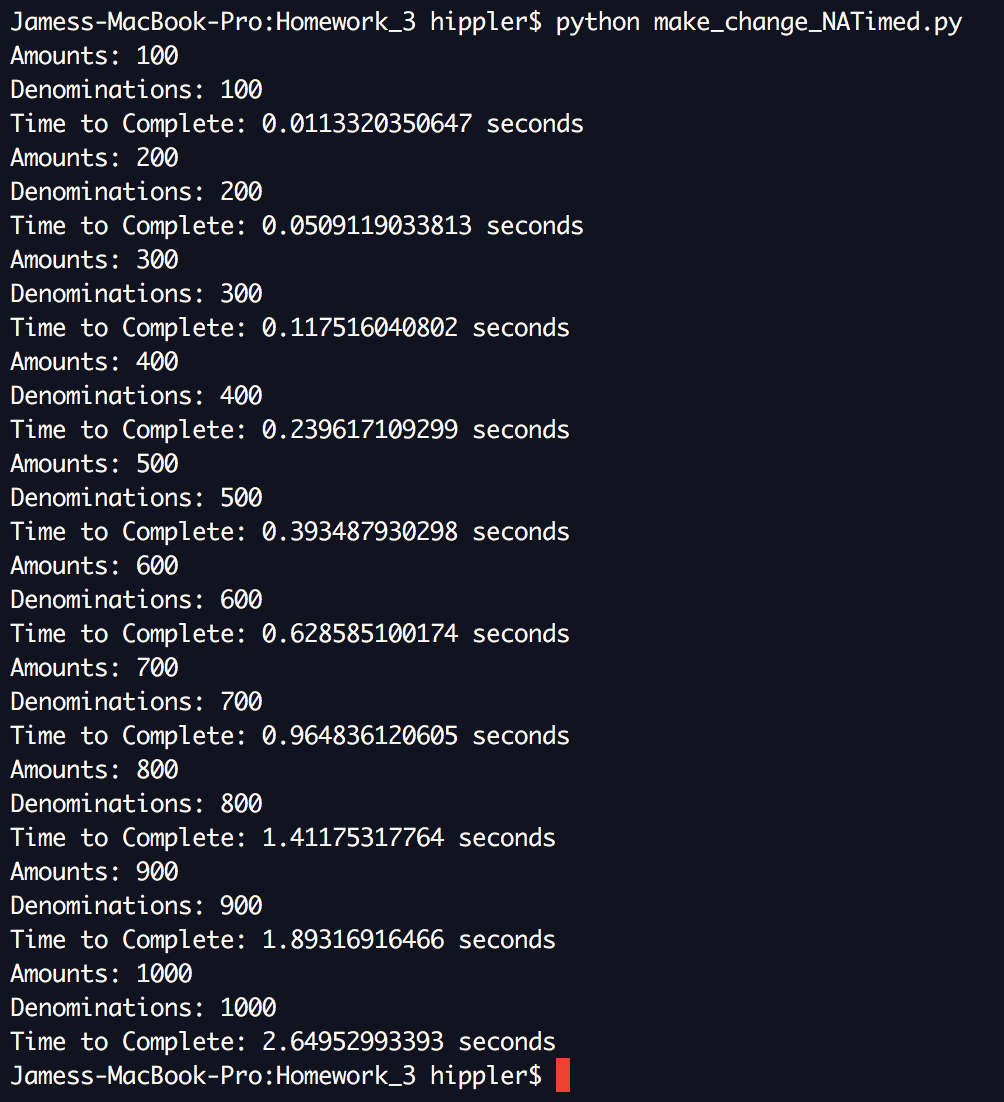 Jamess-MacBook-Pro:Homework_3 hippler$ python make_change_NATimed.py
Amounts: 100
Denominations: 100
Time to Complete: 0.0113320350647 seconds
Amounts: 200
Denominations: 200
Time to Complete: 0.0509119033813 seconds
Amounts: 300
Denominations: 300
Time to Complete: 0.117516040802 seconds
Amounts: 400
Denominations: 400
Time to Complete: 0.239617109299 seconds
Amounts: 500
Denominations: 500
Time to Complete: 0.393487930298 seconds
Amounts: 600
Denominations: 600
Time to Complete: 0.628585100174 seconds
Amounts: 700
Denominations: 700
Time to Complete: 0.964836120605 seconds
Amounts: 800
Denominations: 800
Time to Complete: 1.41175317764 seconds
Amounts: 900
Denominations: 900
Time to Complete: 1.89316916466 seconds
Amounts: 1000
Denominations: 1000
Time to Complete: 2.64952993393 seconds
Jamess-MacBook-Pro:Homework_3 hippler$